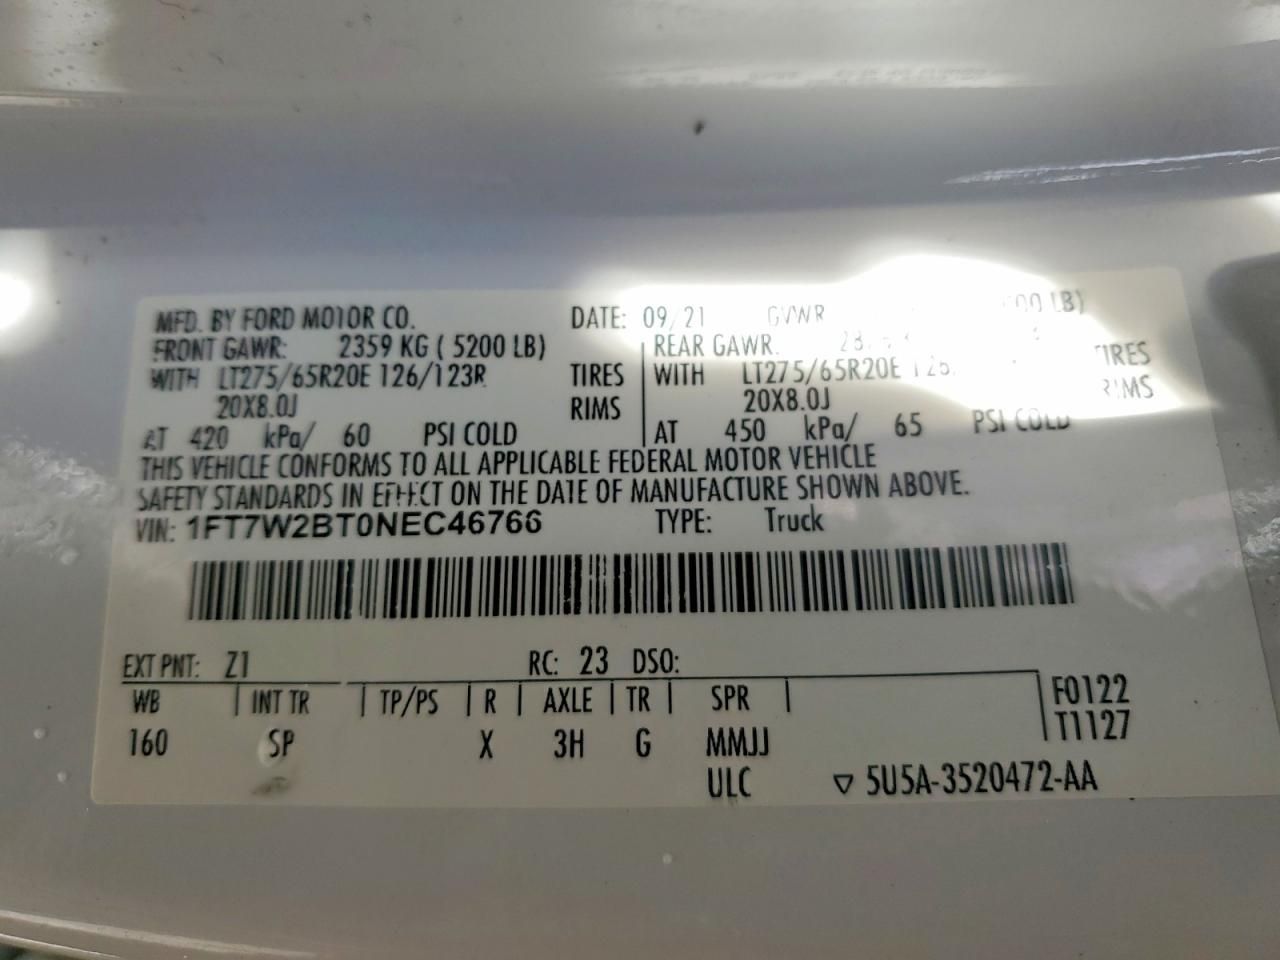 MFD. BY FORD MOTOR CO. DATE: 09/21 GVWR
FRONT GAWR: 2359 KG ( 5200 LB) REAR GAWR:
WITH LT275/65R20E 126/123R TIRES WITH LT275/65R20E TIRES
20X8.0J RIMS 20X8.0J RIMS
AT 420 kPa/ 60 PSI COLD AT 450 kPa/ 65 PSI COLD
THIS VEHICLE CONFORMS TO ALL APPLICABLE FEDERAL MOTOR VEHICLE
SAFETY STANDARDS IN EFFECT ON THE DATE OF MANUFACTURE SHOWN ABOVE.
VIN: 1FT7W2BT0NEC46766 TYPE: Truck
EXT PNT: Z1 RC: 23 DSO:
WB INT TR TP/PS R AXLE TR SPR F0122
160 SP X 3H G MMJJ T1127
ULC ▽ 5U5A-3520472-AA